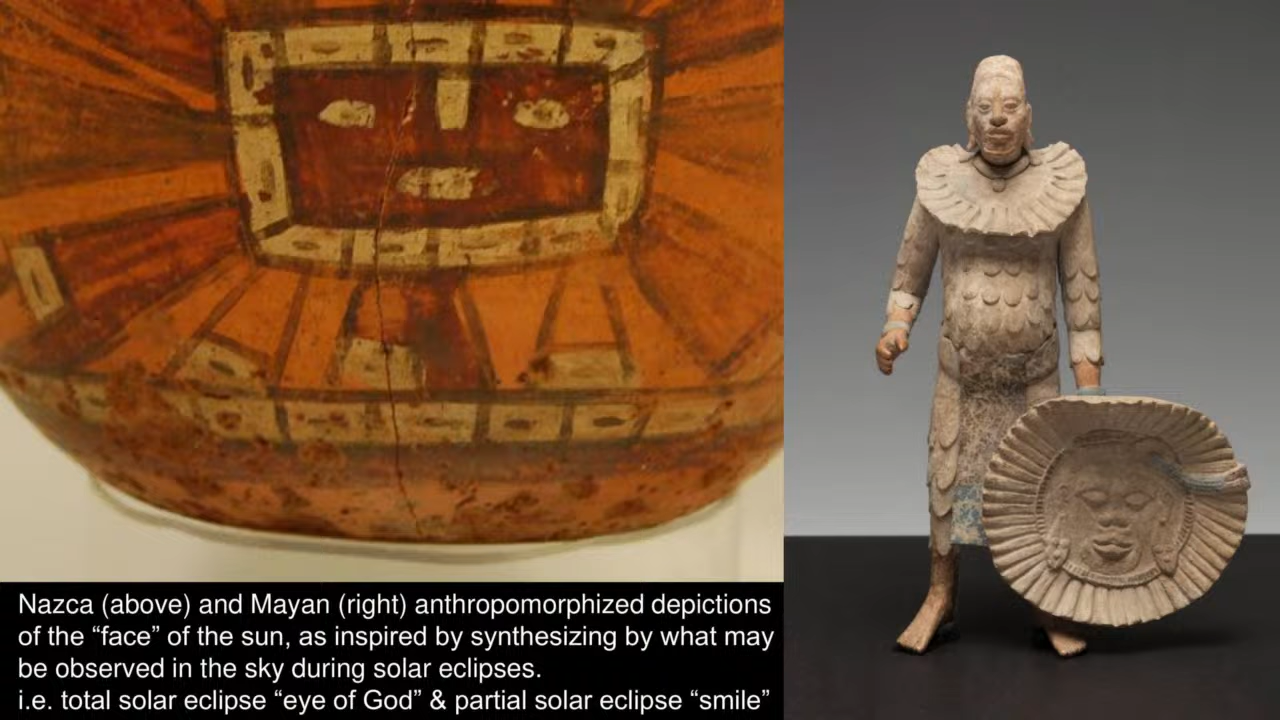 Nazca (above) and Mayan (right) anthropomorphized depictions
of the “face” of the sun, as inspired by synthesizing by what may
be observed in the sky during solar eclipses.
i.e. total solar eclipse “eye of God” & partial solar eclipse “smile”